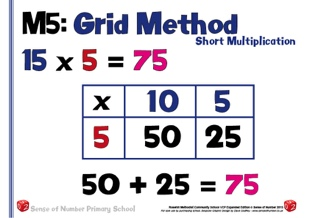 M5: Grid Method
Short Multiplication
15 x 5 = 75
x 10 5
5 50 25
50 + 25 = 75
Sense of Number Primary School